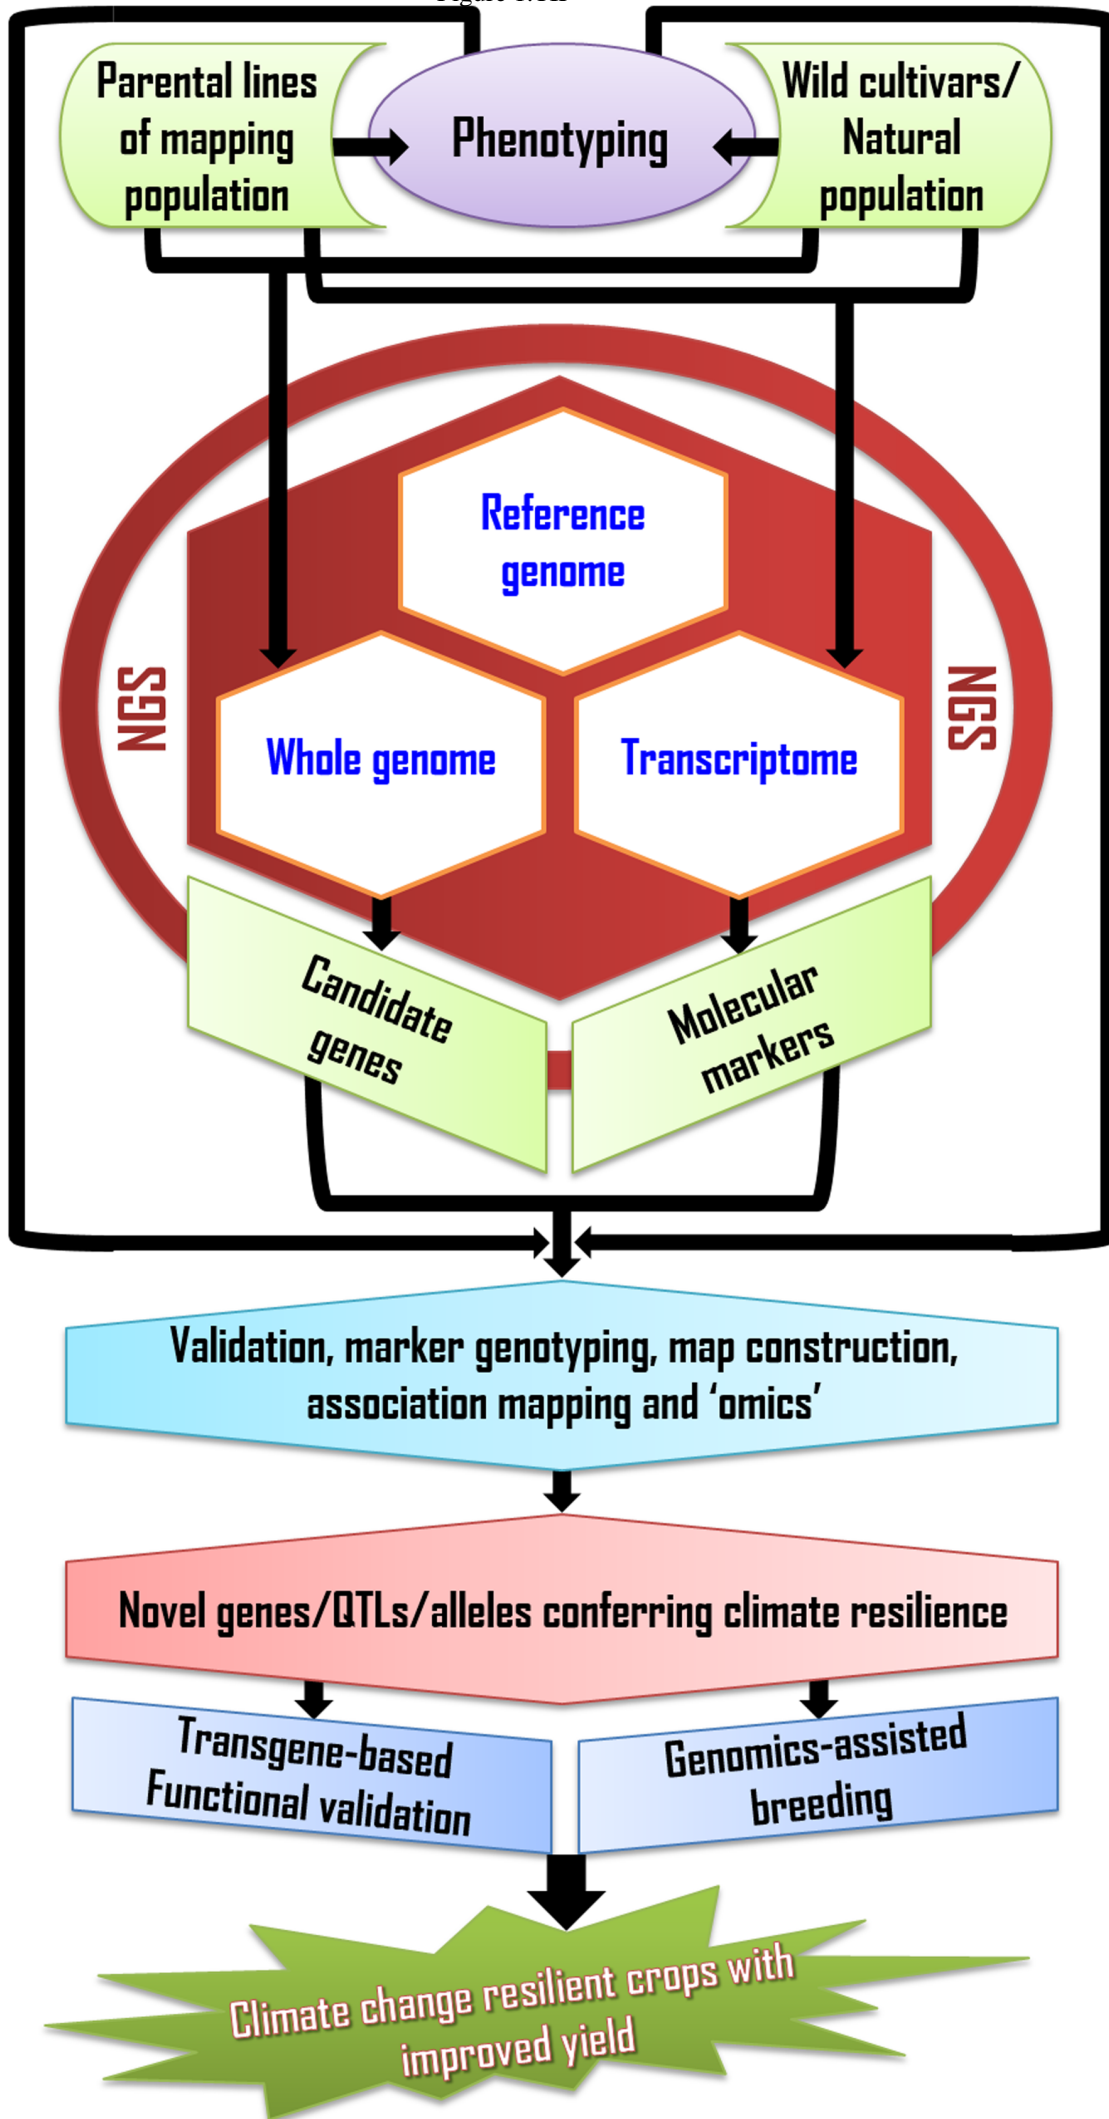 Parental lines
of mapping
population
Phenotyping
Wild cultivars/
Natural
population
Reference
genome
NGS
NGS
Whole genome
Transcriptome
Candidate
genes
Molecular
markers
Validation, marker genotyping, map construction,
association mapping and ‘omics’
Novel genes/QTLs/alleles conferring climate resilience
Transgene-based
Functional validation
Genomics-assisted
breeding
Climate change resilient crops with
improved yield